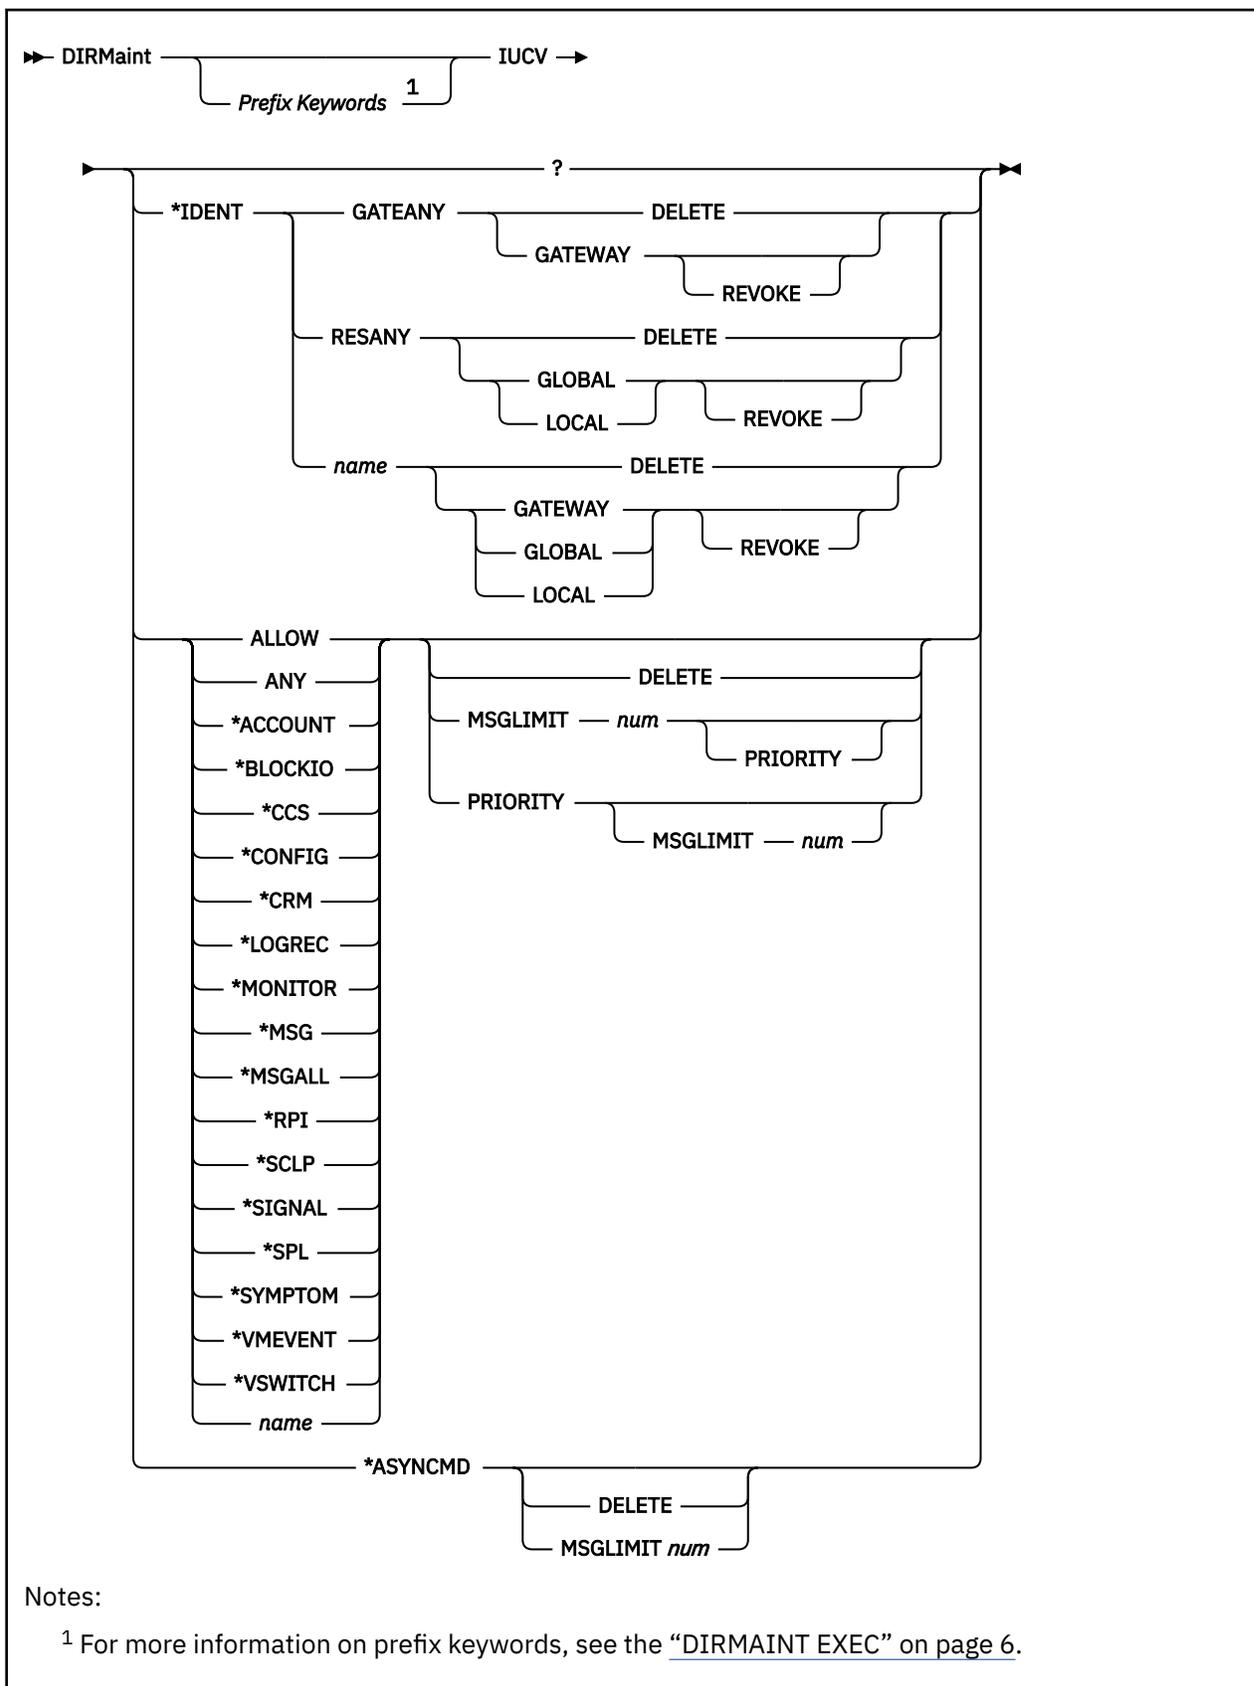 DIRMaint IUCV
Prefix Keywords 1
?
*IDENT GATEANY DELETE
GATEWAY
REVOKE
RESANY DELETE
GLOBAL
LOCAL REVOKE
name DELETE
GATEWAY
GLOBAL REVOKE
LOCAL
ALLOW
ANY DELETE
*ACCOUNT MSGLIMIT num
*BLOCKIO PRIORITY
*CCS PRIORITY
*CONFIG MSGLIMIT num
*CRM
*LOGREC
*MONITOR
*MSG
*MSGALL
*RPI
*SCLP
*SIGNAL
*SPL
*SYMPTOM
*VMEVENT
*VSWITCH
name
*ASYNCMD
DELETE
MSGLIMIT num
Notes:
1 For more information on prefix keywords, see the “DIRMAINT EXEC” on page 6.